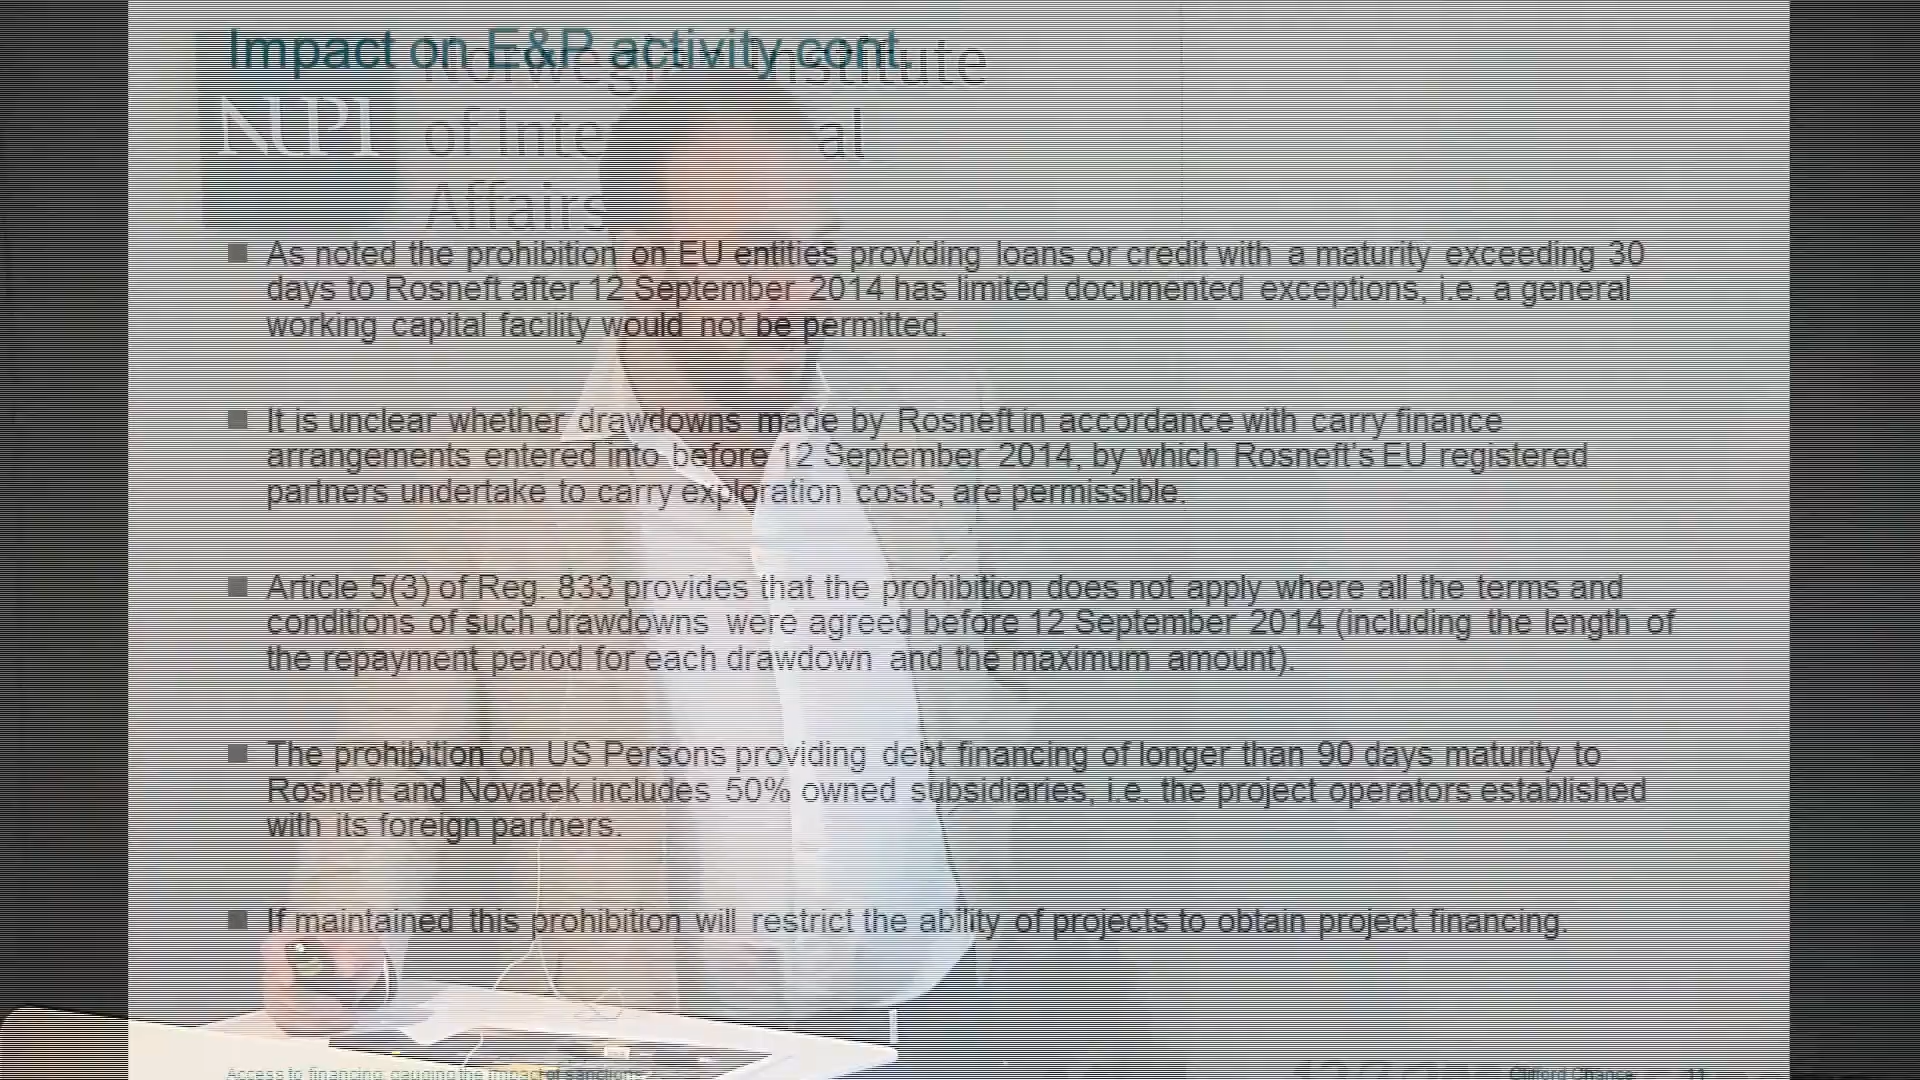 Impact on E&P activity cont.
Norwegian Institute
NUPI
of International
Affairs
As noted the prohibition on EU entities providing loans or credit with a maturity exceeding 30
days to Rosneft after 12 September 2014 has limited documented exceptions, i.e. a general
working capital facility would not be permitted.
It is unclear whether drawdowns made by Rosneft in accordance with carry finance
arrangements entered into before 12 September 2014, by which Rosneft's EU registered
partners undertake to carry exploration costs, are permissible.
Article 5(3) of Reg. 833 provides that the prohibition does not apply where all the terms and
conditions of such drawdowns were agreed before 12 September 2014 (including the length of
the repayment period for each drawdown and the maximum amount).
The prohibition on US Persons providing debt financing of longer than 90 days maturity to
Rosneft and Novatek includes 50% owned subsidiaries, i.e. the project operators established
with its foreign partners.
If maintained this prohibition will restrict the ability of projects to obtain project financing.
Access to financing: gauging the impact of sanctions
Clifford Chance 11